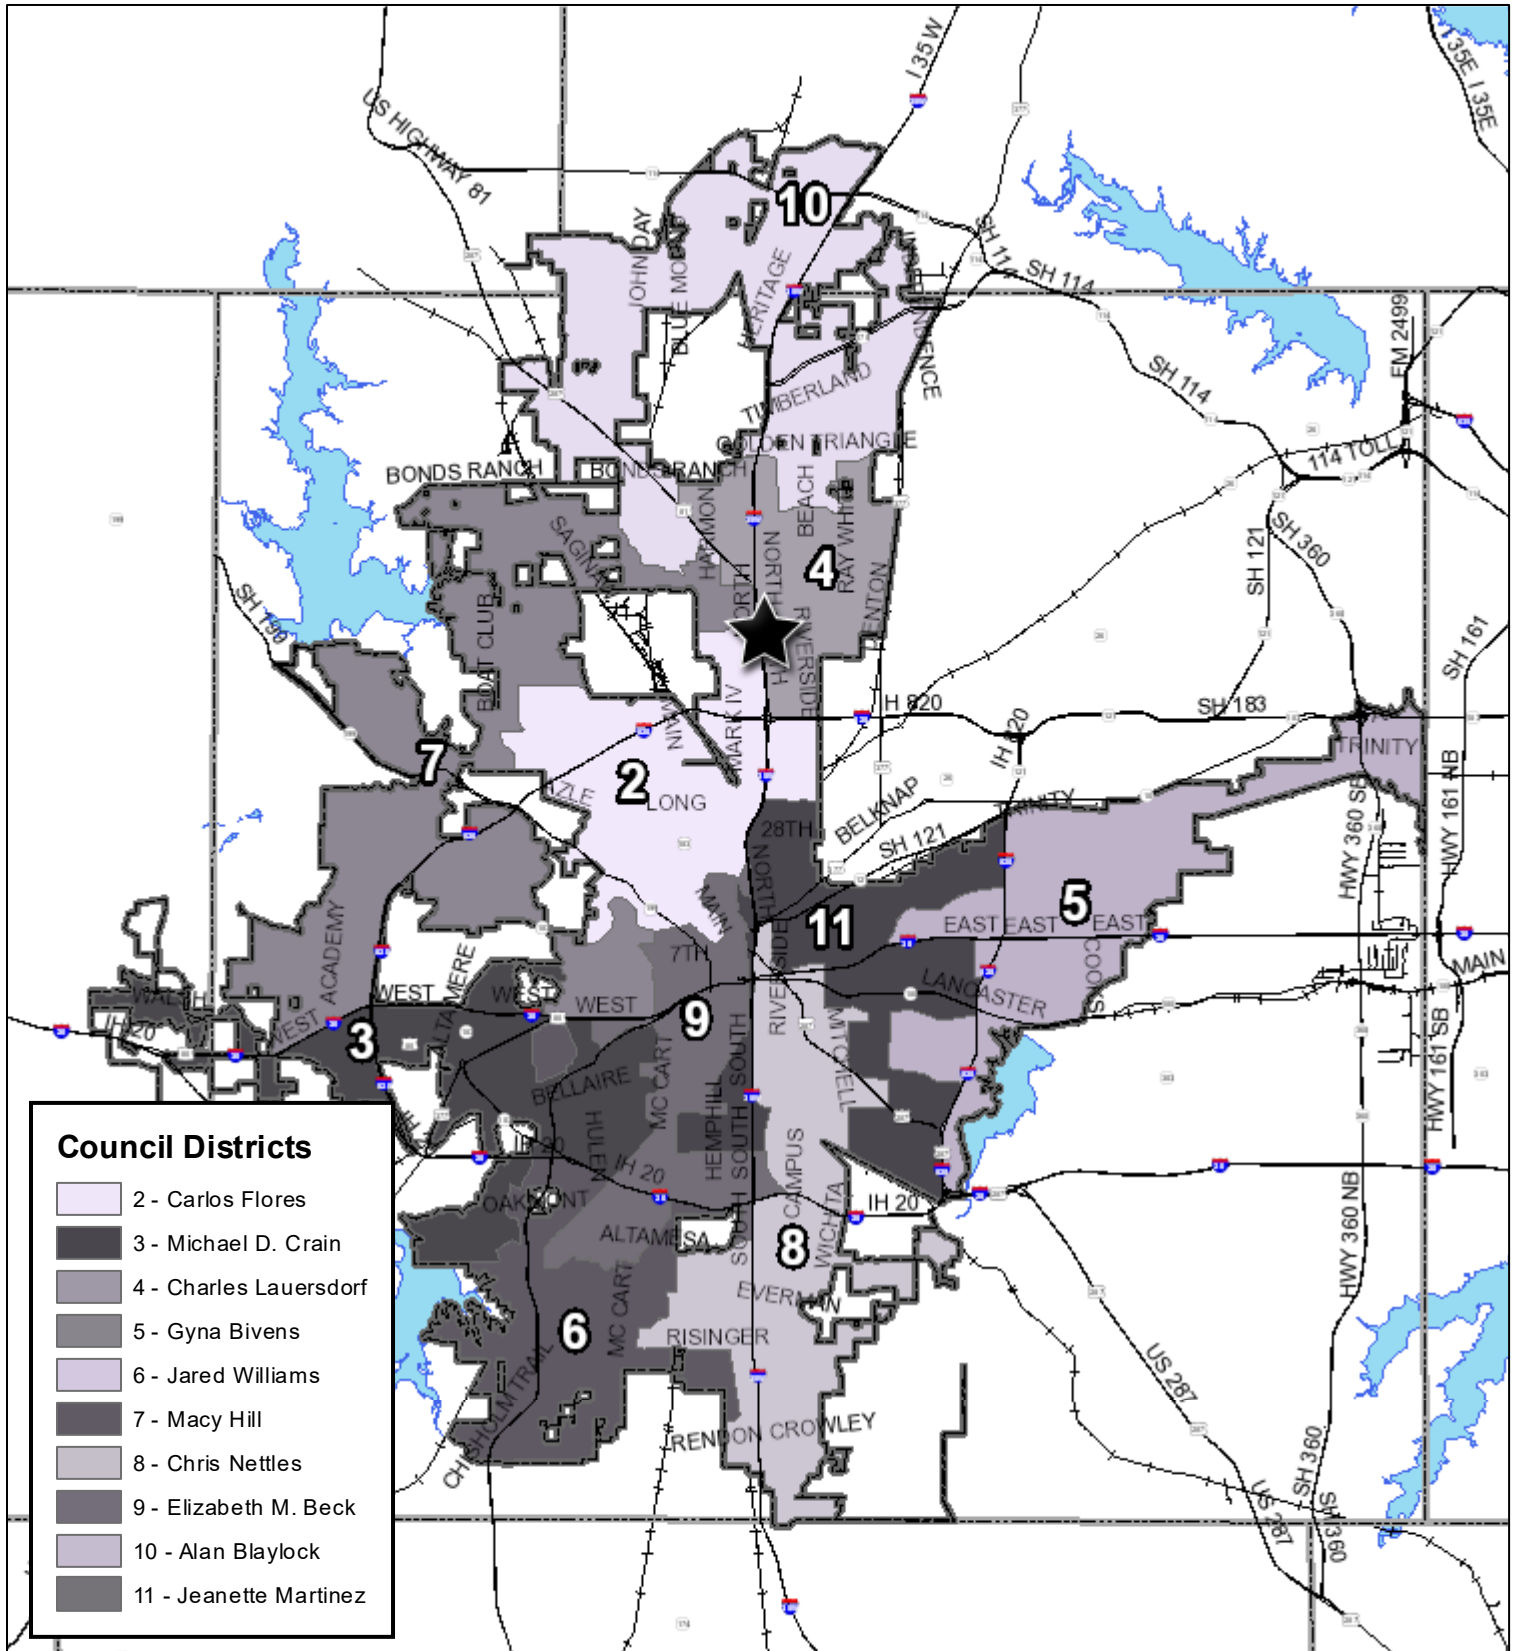 I 35W
I 35E
I 35E
US HIGHWAY 81
10
JOHN DAY
BLUE MOUND
HERITAGE
SH 114
SH 114
FM 2499
SH 114
TIMBERLAND
GOLDEN TRIANGLE
114 TOLL
BONDS RANCH
BONDS RANCH
HARMON
BEACH
RAY WHITE
SAGINAW
NORTH
4
SH 121
SH 360
SH 199
BOAT CLUB
NORTH
RIVERSIDE
DENTON
SH 161
MARK IV
IH 820
IH 820
SH 183
MAIN
TRINITY
7
2
LONG
AZLE
BELKNAP
TRINITY
28TH
SH 121
HWY 360 SB
HWY 161 NB
MAIN
NORTH
11
5
EAST
EAST
EAST
ACADEMY
7TH
RIVERSIDE
COOKS
LANCASTER
MAIN
WALSH
WEST
WEST
WEST
ALTAMERE
IH 20
WEST
3
9
MITCHELL
HWY 161 SB
BELLAIRE
MC CART
SOUTH
HEMPHILL
SOUTH
HULEN
IH 20
IH 20
CAMPUS
WICHITA
IH 20
OAKMONT
ALTAMESA
SOUTH
8
HWY 360 NB
EVERMAN
6
MC CART
RISINGER
US 287
CHISHOLM TRAIL
RENDON CROWLEY
SH 360
US 287
SH 360
Council Districts
2 - Carlos Flores
3 - Michael D. Crain
4 - Charles Lauersdorf
5 - Gyna Bivens
6 - Jared Williams
7 - Macy Hill
8 - Chris Nettles
9 - Elizabeth M. Beck
10 - Alan Blaylock
11 - Jeanette Martinez